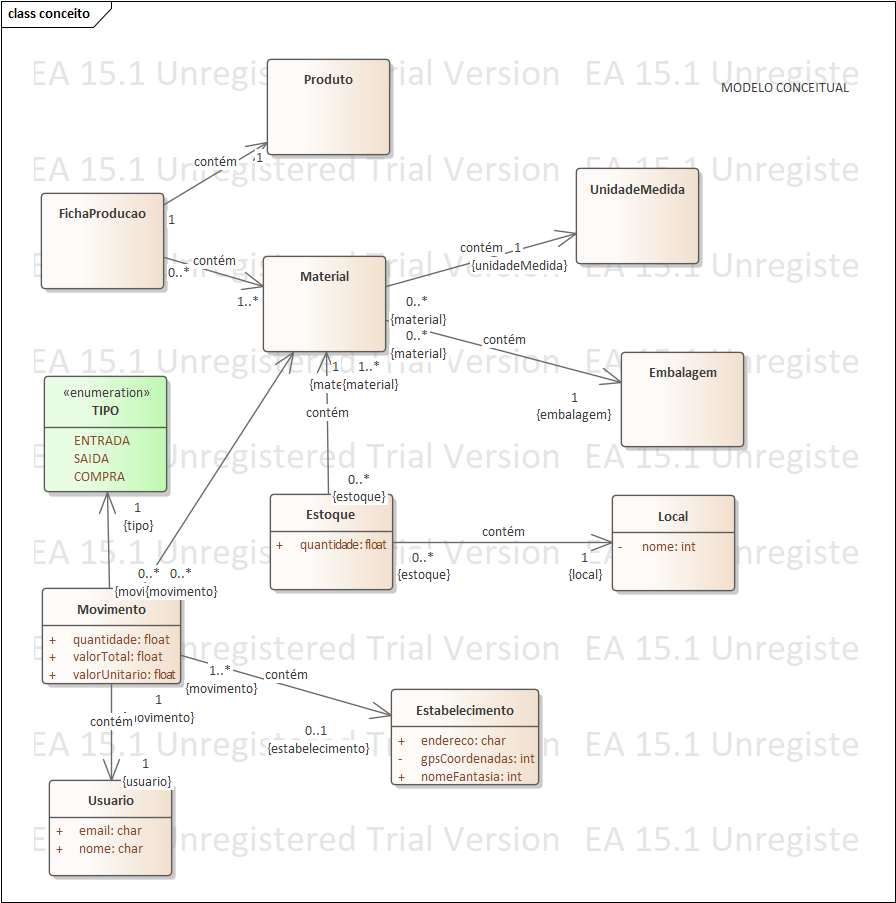 class conceito
EA 15.1 Unregistered Trial Version EA 15.1 Unregiste
MODELO CONCEITUAL
Produto
contém
1
1
FichaProducao
UnidadeMedida
contém
0..*
contém
1
{unidadeMedida}
Material
1..*
0..*
{material}
0..*
{material}
contém
Embalagem
1
{embalagem}
1
1..*
{material}
contém
«enumeration»
TIPO
ENTRADA
SAIDA
COMPRA
1
{tipo}
0..*
{estoque}
Estoque
+ quantidade: float
contém
0..*
{estoque}
1
{local}
Local
- nome: int
0..*
0..*
{movimento}
Movimento
+ quantidade: float
+ valorTotal: float
+ valorUnitario: float
1..*
{movimento}
contém
0..1
{estabelecimento}
Estabelecimento
+ endereco: char
- gpsCoordenadas: int
+ nomeFantasia: int
1
contém
1
{usuario}
Usuario
+ email: char
+ nome: char